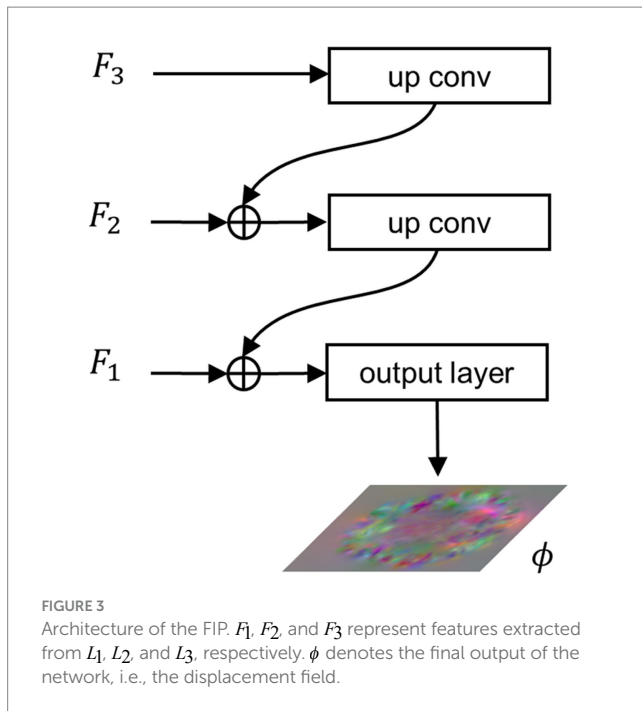 F₃
up conv
F₂
up conv
F₁
output layer
ϕ
FIGURE 3
Architecture of the FIP. F₁, F₂, and F₃ represent features extracted
from L₁, L₂, and L₃, respectively. ϕ denotes the final output of the
network, i.e., the displacement field.